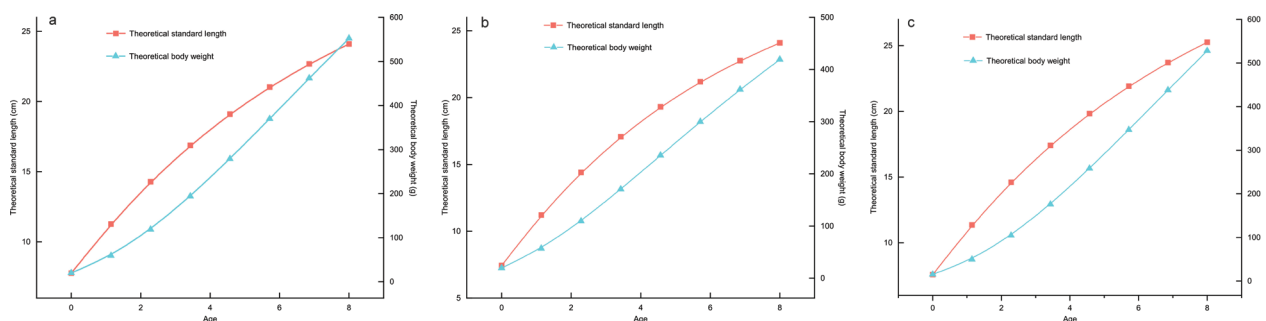 a
Theoretical standard length
Theoretical body weight
Theoretical standard length (cm)
25
20
15
10
600
500
400
300
200
100
0
Theoretical body weight (g)
0
2
4
6
8
Age
b
Theoretical standard length
Theoretical body weight
Theoretical standard length (cm)
25
20
15
10
5
500
400
300
200
100
0
Theoretical body weight (g)
0
2
4
6
8
Age
c
Theoretical standard length
Theoretical body weight
Theoretical standard length (cm)
25
20
15
10
600
500
400
300
200
100
0
0
2
4
6
8
Age